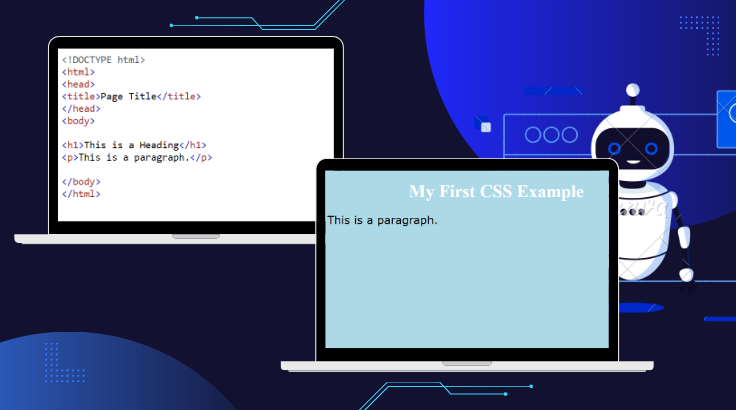 <!DOCTYPE html>
<html>
<head>
<title>Page Title</title>
</head>
<body>
<h1>This is a Heading</h1>
<p>This is a paragraph.</p>
</body>
</html>
My First CSS Example
This is a paragraph.